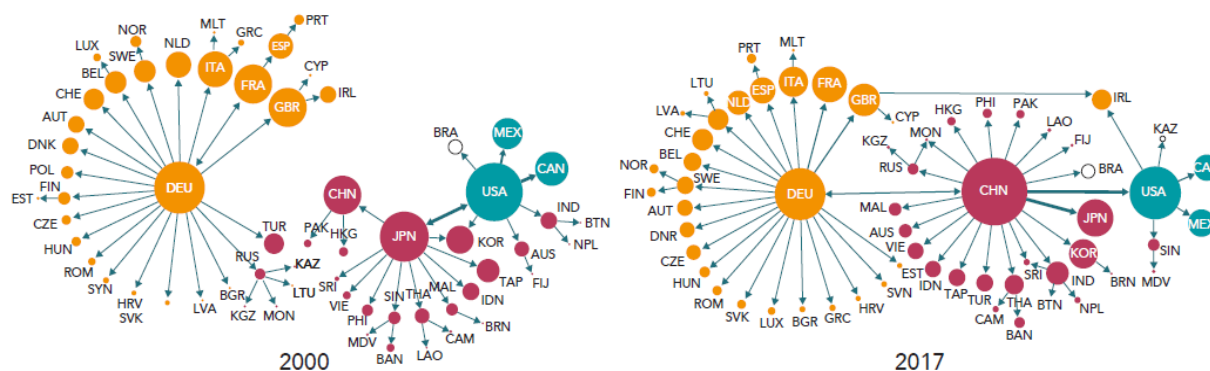 MLT
NOR
NLD
GRC
ESP
PRT
LUX
SWE
ITA
BEL
FRA
CYP
CHE
GBR
IRL
AUT
DNK
POL
DEU
EST
FIN
CZE
HUN
ROM
SYN
HRV
SVK
LVA
BGR
KGZ
MON
LTU
KAZ
RUS
TUR
BRA
MEX
CAN
USA
CHN
PAK
HKG
JPN
KOR
IND
BTN
NPL
AUS
FIJ
TAP
SRI
VIE
PHI
SIN
THA
MAL
IDN
MDV
BAN
LAO
CAM
BRN
2000
MLT
PRT
ITA
FRA
ESP
LTU
NLD
GBR
LVA
CYP
CHE
BEL
NOR
SWE
FIN
AUT
DNR
CZE
HUN
ROM
SVK
LUX
BGR
GRC
HRV
SVN
DEU
HKG
PHI
PAK
LAO
FIJ
MON
KGZ
RUS
IRL
KAZ
BRA
CHN
USA
CA
MEX
MAL
AUS
VIE
JPN
KOR
SIN
MDV
EST
IDN
TAP
TUR
SRI
THA
CAM
BAN
BTN
IND
NPL
BRN
2017